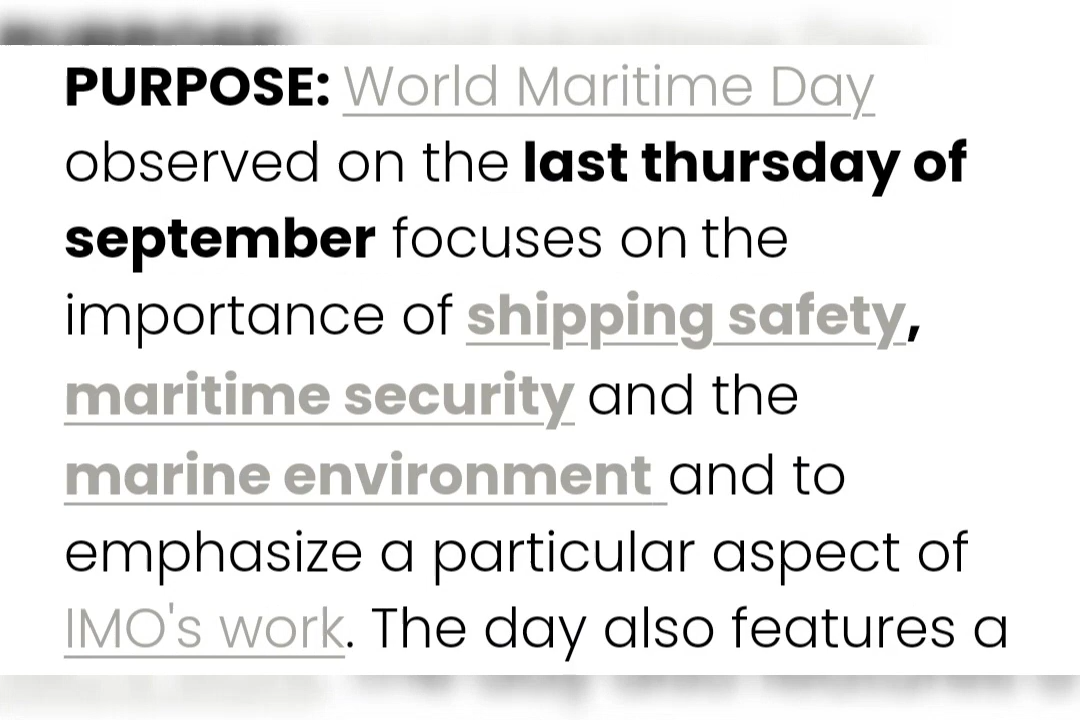 PURPOSE: World Maritime Day
observed on the last thursday of
september focuses on the
importance of shipping safety,
maritime security and the
marine environment and to
emphasize a particular aspect of
IMO's work. The day also features a